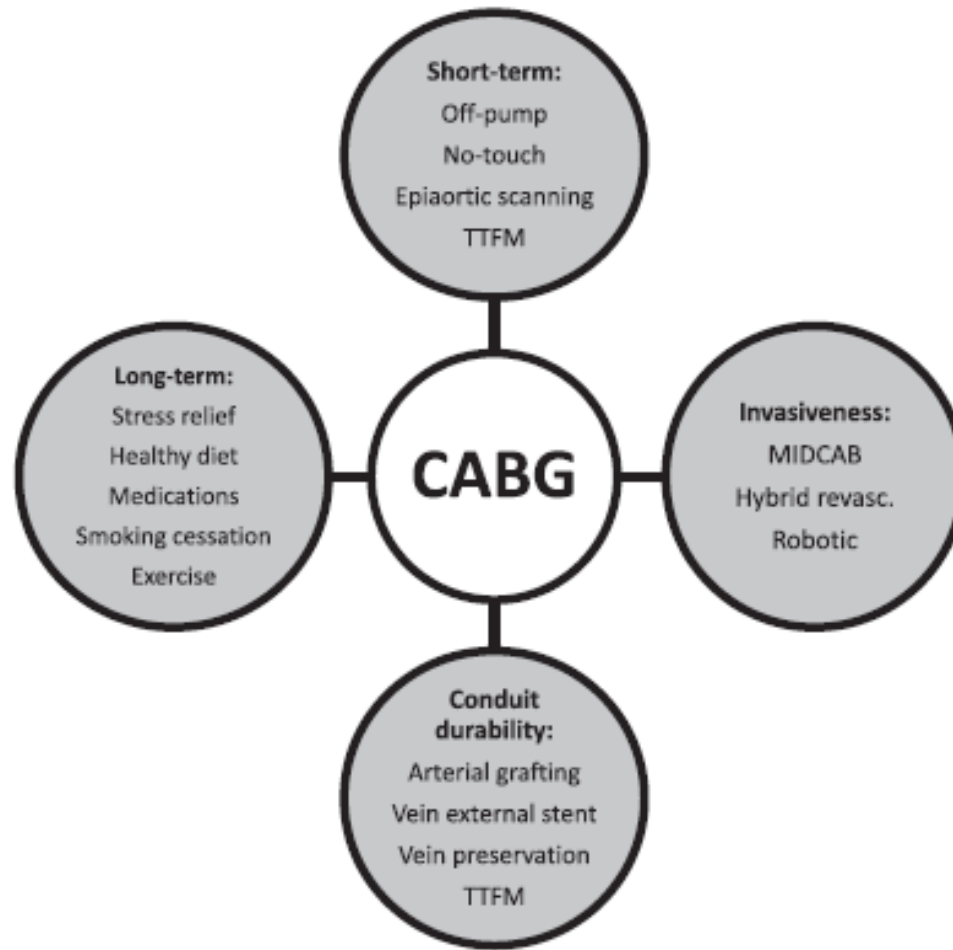 Short-term:
Off-pump
No-touch
Epiaortic scanning
TTFM
Long-term:
Stress relief
Healthy diet
Medications
Smoking cessation
Exercise
CABG
Invasiveness:
MIDCAB
Hybrid revasc.
Robotic
Conduit
durability:
Arterial grafting
Vein external stent
Vein preservation
TTFM